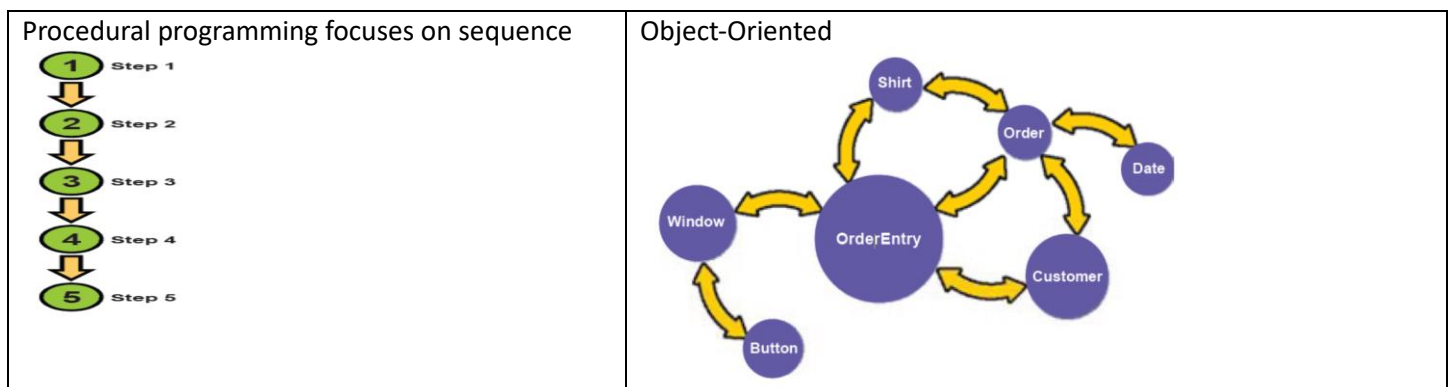 Procedural programming focuses on sequence
1 Step 1
2 Step 2
3 Step 3
4 Step 4
5 Step 5
Object-Oriented
Shirt
Order
Date
Window
OrderEntry
Customer
Button